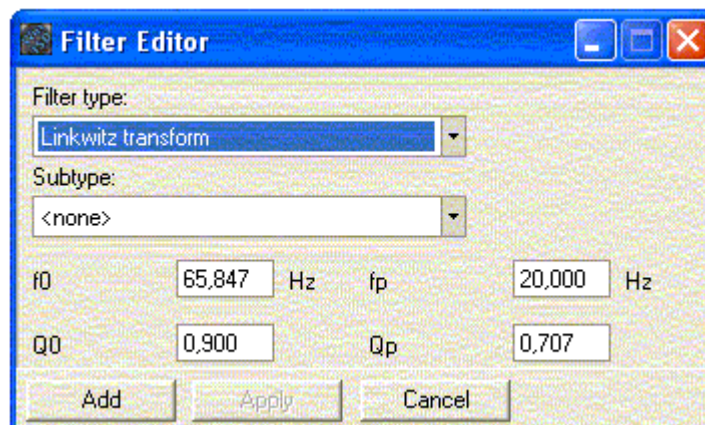 Filter Editor
Filter type:
Linkwitz transform
Subtype:
<none>
f0 65,847 Hz fp 20,000 Hz
Q0 0,900 Qp 0,707
Add Apply Cancel